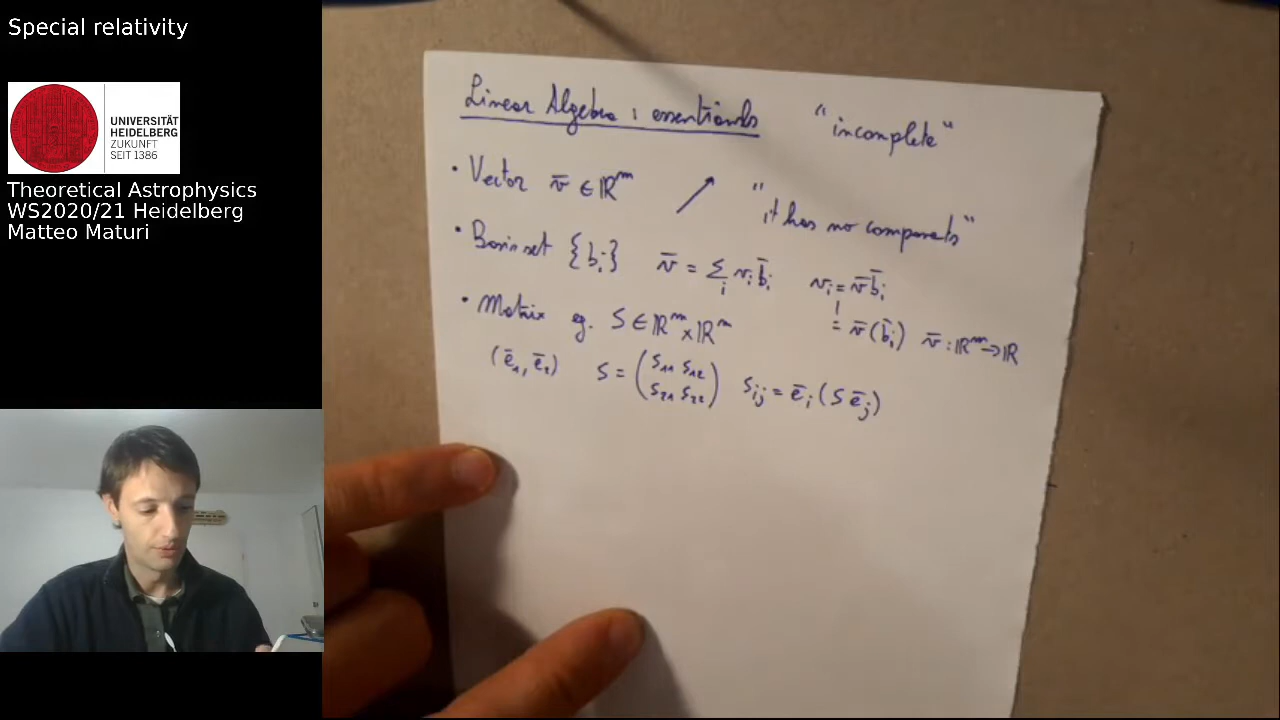 Special relativity
UNIVERSITÄT
HEIDELBERG
ZUKUNFT
SEIT 1386
Theoretical Astrophysics
WS2020/21 Heidelberg
Matteo Maturi
Linear Algebra : essentials "incomplete"
• Vector v̄ ∈ ℝⁿ "it has no components"
• Basis set {b̄ᵢ} v̄ = Σᵢ vᵢ b̄ᵢ vᵢ = v̄ b̄ᵢ
= v̄(b̄ᵢ) v̄ : ℝⁿ → ℝ
• Matrix eg. S ∈ ℝⁿ × ℝⁿ
(ē₁, ē₂) S = (S₁₁ S₁₂
S₂₁ S₂₂) Sᵢⱼ = ēᵢ (S ēⱼ)